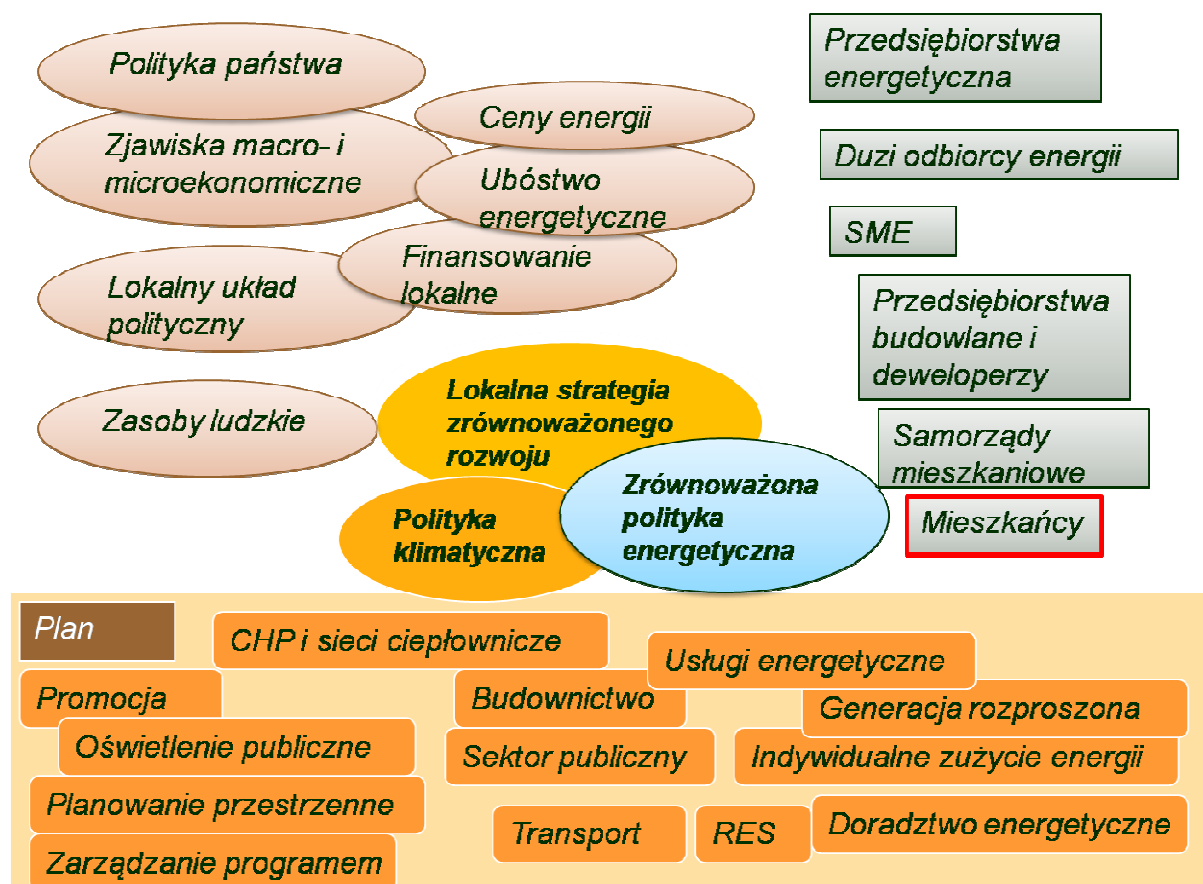 Polityka państwa
Zjawiska macro- i
microekonomiczne
Ceny energii
Ubóstwo
energetyczne
Finansowanie
lokalne
Lokalny układ
polityczny
Zasoby ludzkie
Przedsiębiorstwa
energetyczna
Duzi odbiorcy energii
SME
Przedsiębiorstwa
budowlane i
deweloperzy
Samorządy
mieszkaniowe
Mieszkańcy
Lokalna strategia
zrównoważonego
rozwoju
Polityka
klimatyczna
Zrównoważona
polityka
energetyczna
Plan
CHP i sieci ciepłownicze
Usługi energetyczne
Promocja
Budownictwo
Generacja rozproszona
Oświetlenie publiczne
Sektor publiczny
Indywidualne zużycie energii
Planowanie przestrzenne
Transport
RES
Doradztwo energetyczne
Zarządzanie programem